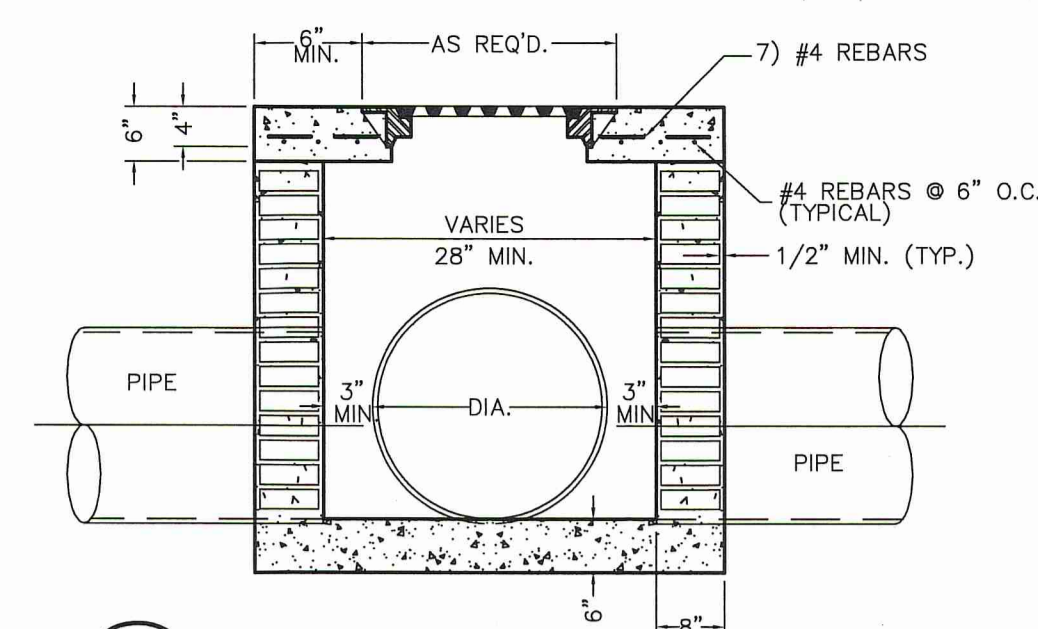 6"
MIN.
AS REQ'D.
7) #4 REBARS
6"
4"
#4 REBARS @ 6" O.C.
(TYPICAL)
VARIES
28" MIN.
1/2" MIN. (TYP.)
PIPE
3"
MIN.
DIA.
3"
MIN.
PIPE
6"
8"